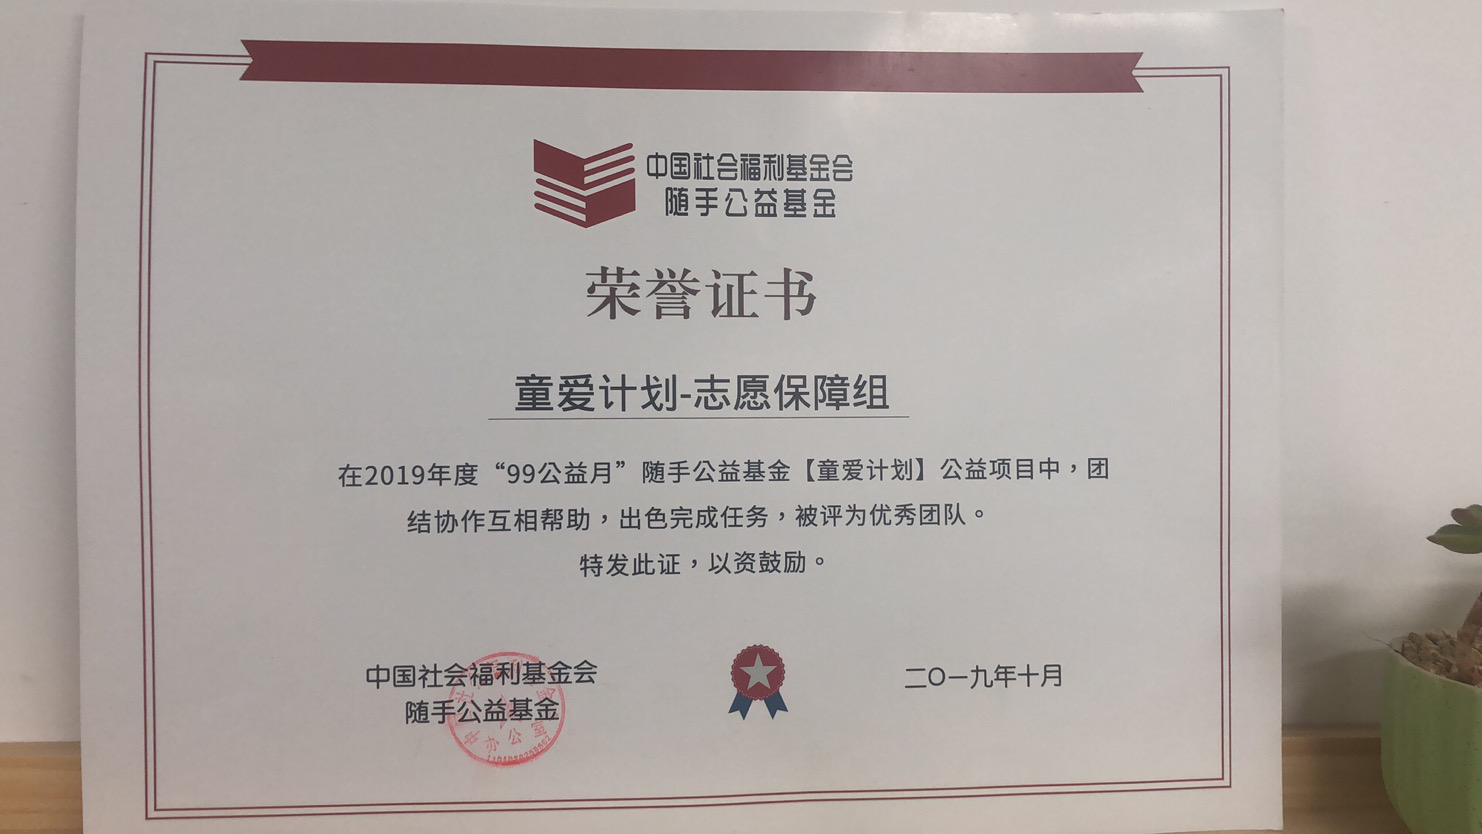 中国社会福利基金会
随手公益基金
荣誉证书
童爱计划-志愿保障组
在2019年度“99公益月”随手公益基金【童爱计划】公益项目中，团
结协作互相帮助，出色完成任务，被评为优秀团队。
特发此证，以资鼓励。
中国社会福利基金会
随手公益基金
办公室
二〇一九年十月